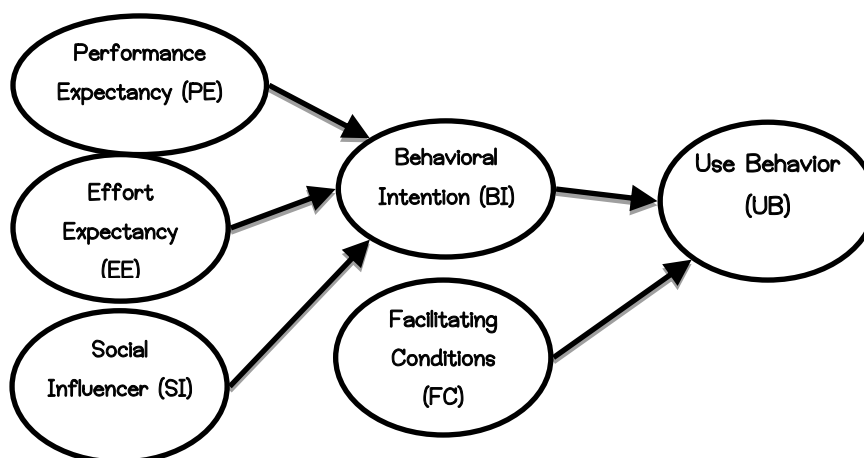 Performance
Expectancy (PE)
Effort
Expectancy
(EE)
Social
Influencer (SI)
Behavioral
Intention (BI)
Facilitating
Conditions
(FC)
Use Behavior
(UB)